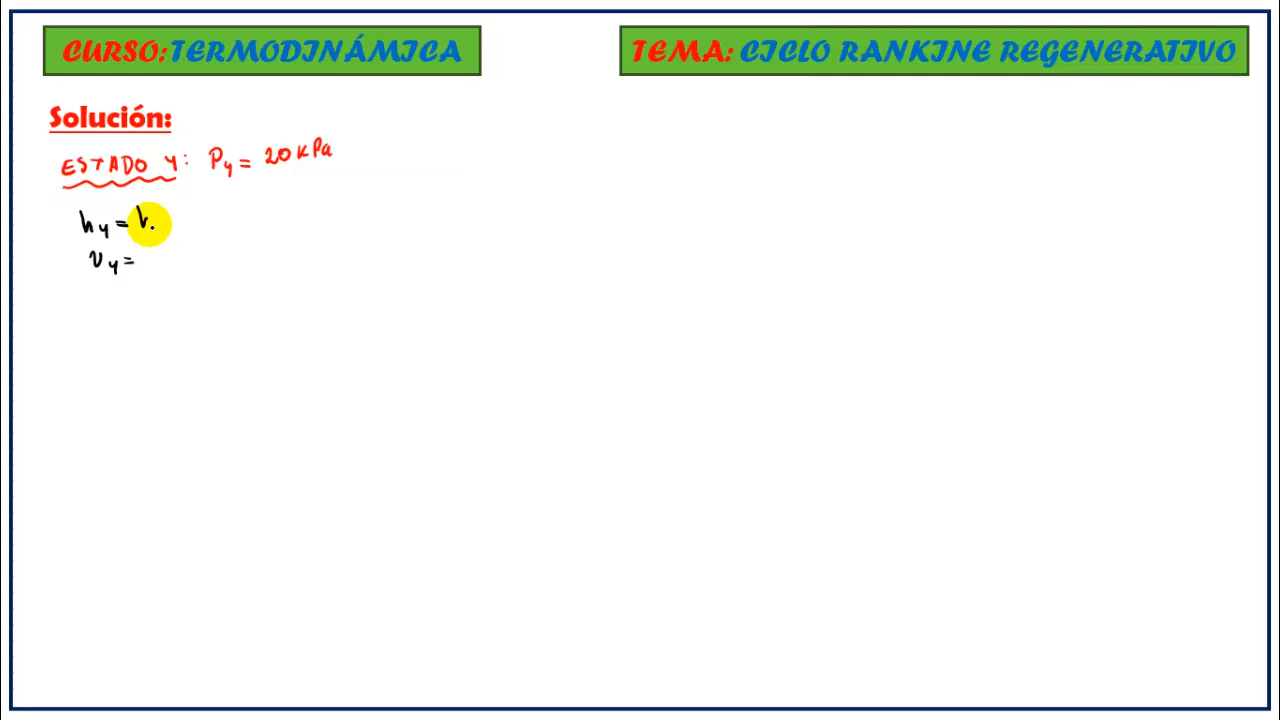 CURSO: TERMODINÁMICA
TEMA: CICLO RANKINE REGENERATIVO
Solución:
ESTADO 4: P4 = 20 kPa
h4 =
v4 =